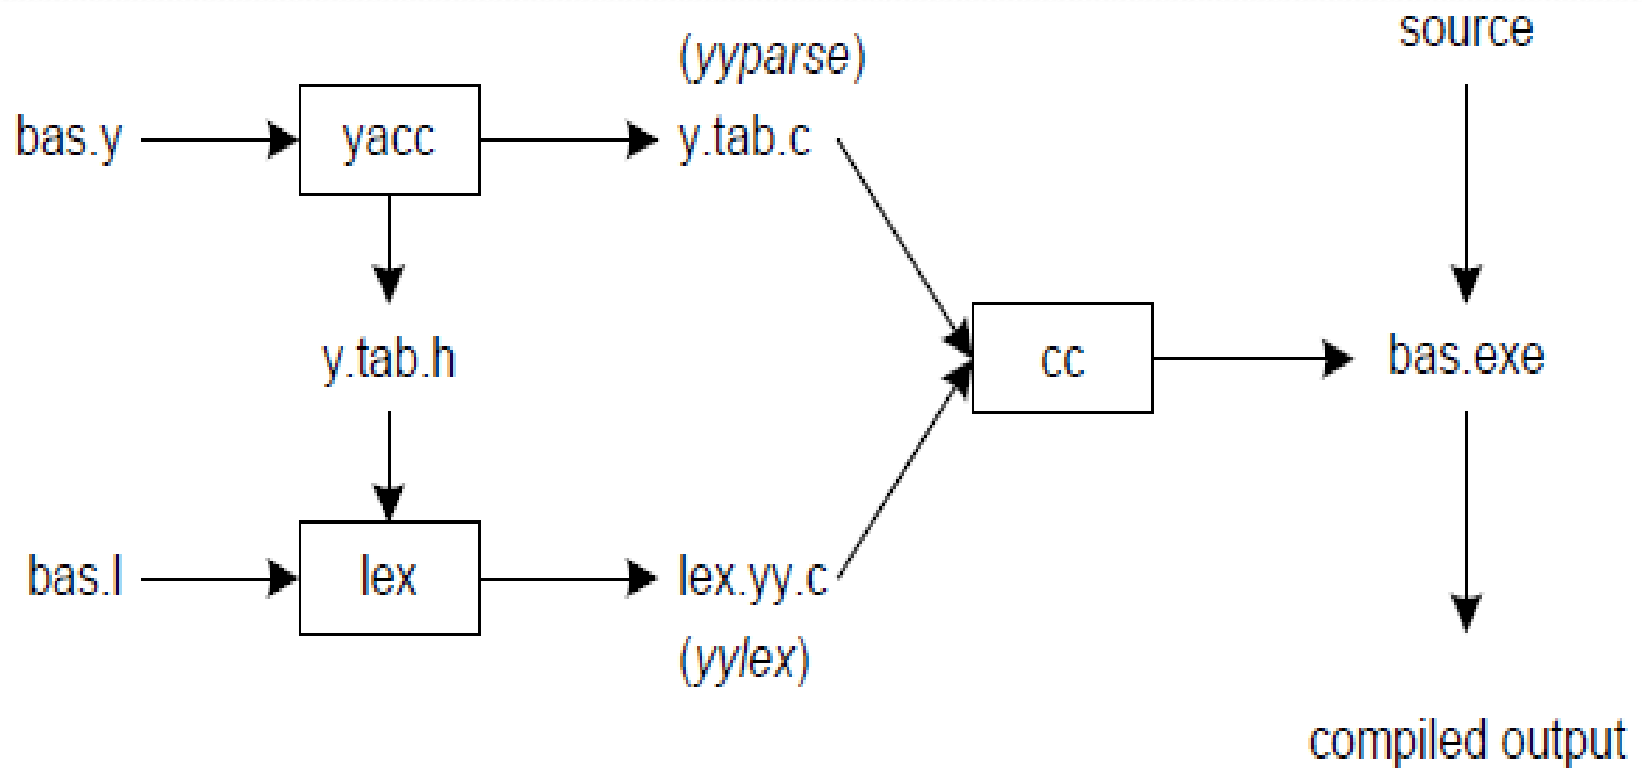 source
(yyparse)
bas.y
yacc
y.tab.c
y.tab.h
cc
bas.exe
bas.l
lex
lex.yy.c
(yylex)
compiled output